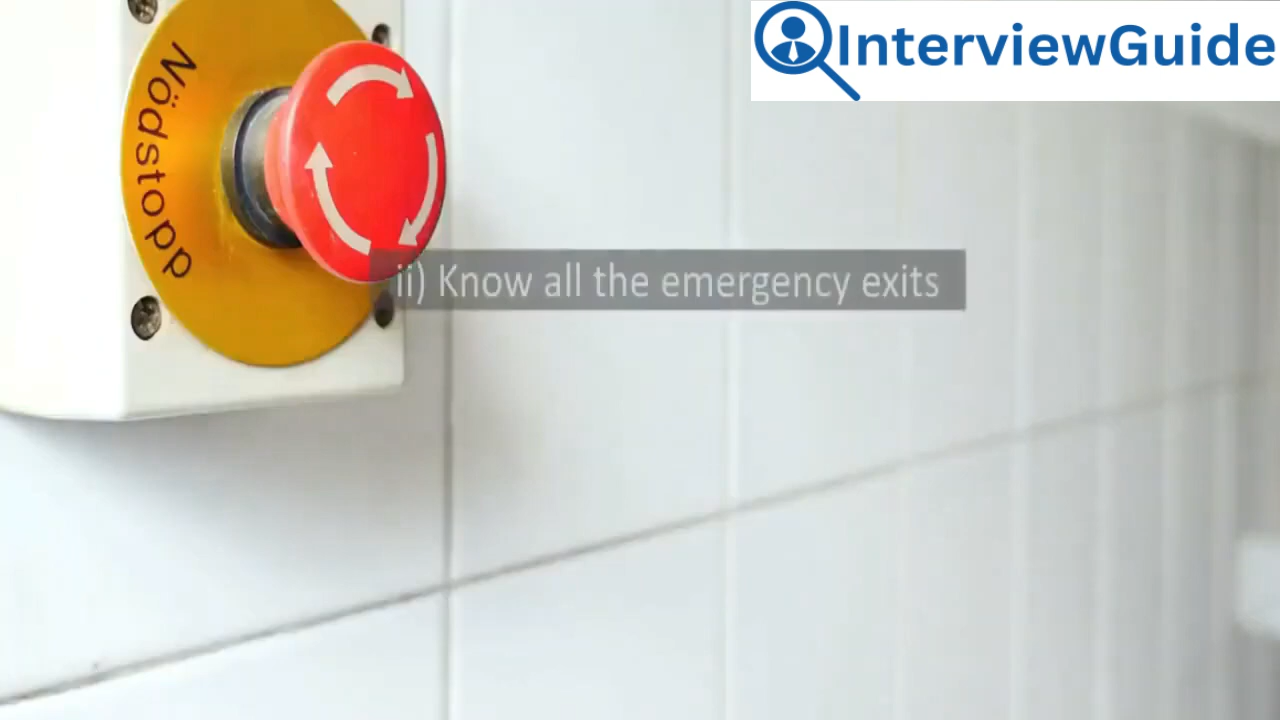 InterviewGuide
Nödstopp
ii) Know all the emergency exits